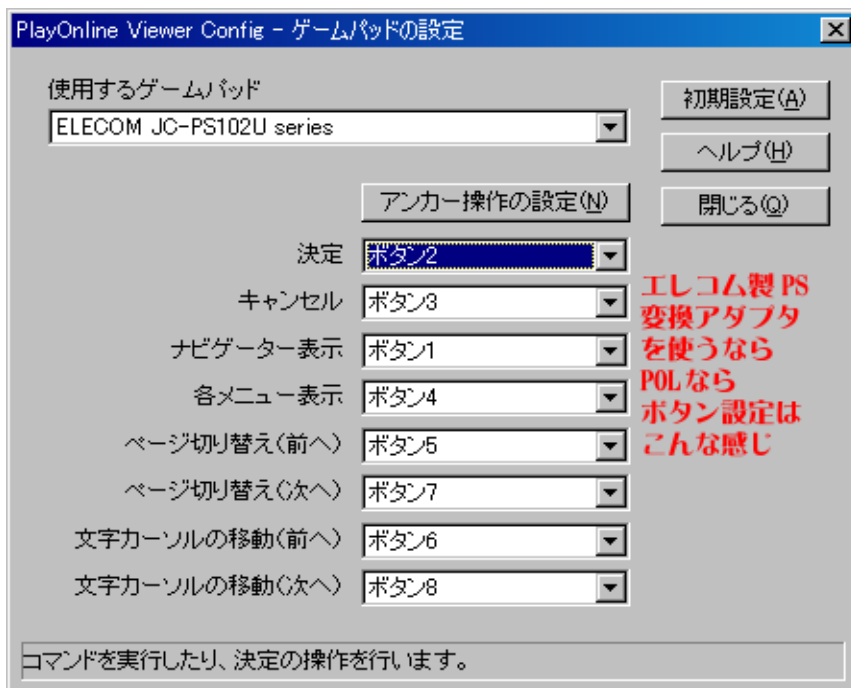 PlayOnline Viewer Config - ゲームパッドの設定
使用するゲームパッド
ELECOM JC-PS102U series
初期設定(A)
ヘルプ(H)
閉じる(Q)
アンカー操作の設定(N)
決定 ボタン2
キャンセル ボタン3
ナビゲーター表示 ボタン1
各メニュー表示 ボタン4
ページ切り替え(前へ) ボタン5
ページ切り替え(次へ) ボタン7
文字カーソルの移動(前へ) ボタン6
文字カーソルの移動(次へ) ボタン8
エレコム製PS
変換アダプタ
を使うなら
POLなら
ボタン設定は
こんな感じ
コマンドを実行したり、決定の操作を行います。